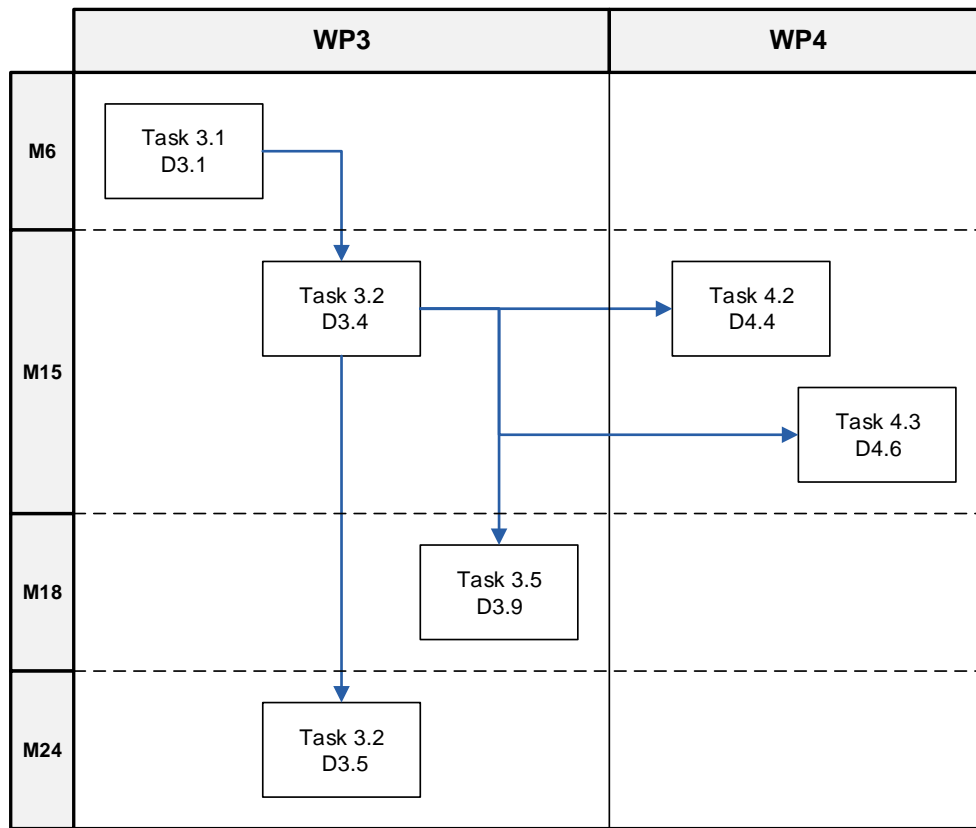 WP3
WP4
M6
Task 3.1
D3.1
M15
Task 3.2
D3.4
Task 4.2
D4.4
Task 4.3
D4.6
M18
Task 3.5
D3.9
M24
Task 3.2
D3.5